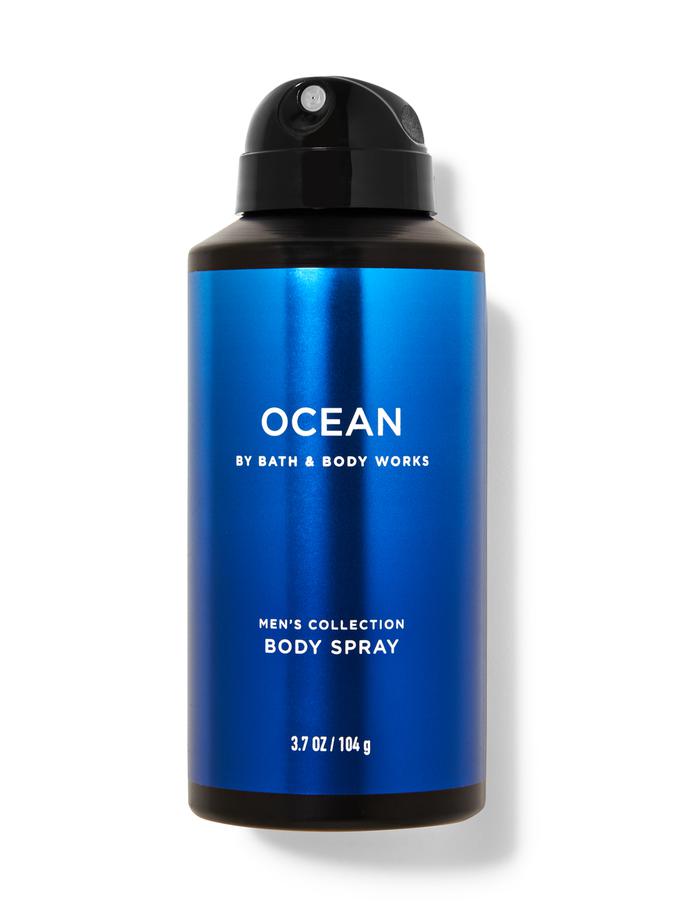 OCEAN
BY BATH & BODY WORKS
MEN'S COLLECTION
BODY SPRAY
3.7 OZ / 104 g